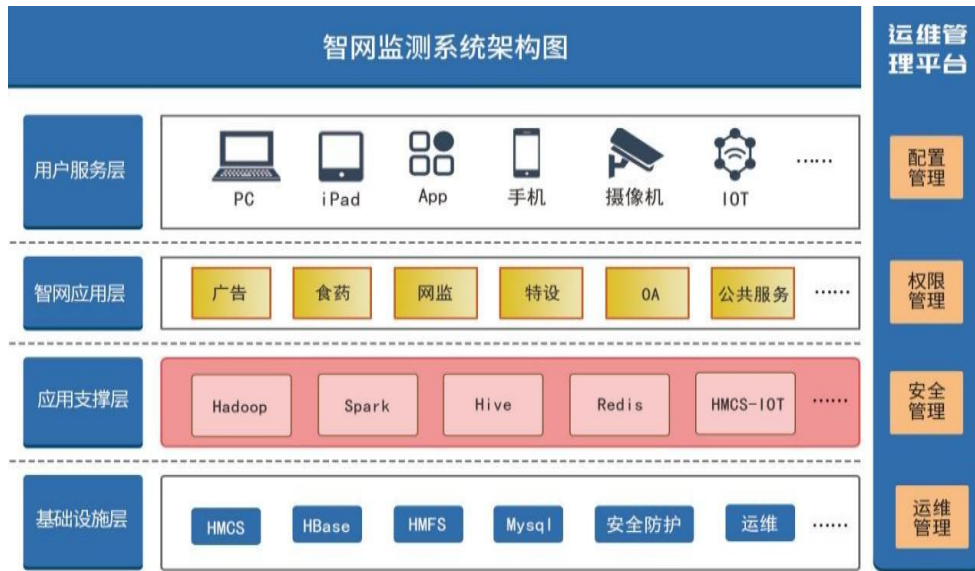 智网监测系统架构图
运维管
理平台
用户服务层
PC
iPad
App
手机
摄像机
IOT
......
配置
管理
智网应用层
广告
食药
网监
特设
OA
公共服务
......
权限
管理
应用支撑层
Hadoop
Spark
Hive
Redis
HMCS-IOT
......
安全
管理
基础设施层
HMCS
HBase
HMFS
Mysql
安全防护
运维
......
运维
管理